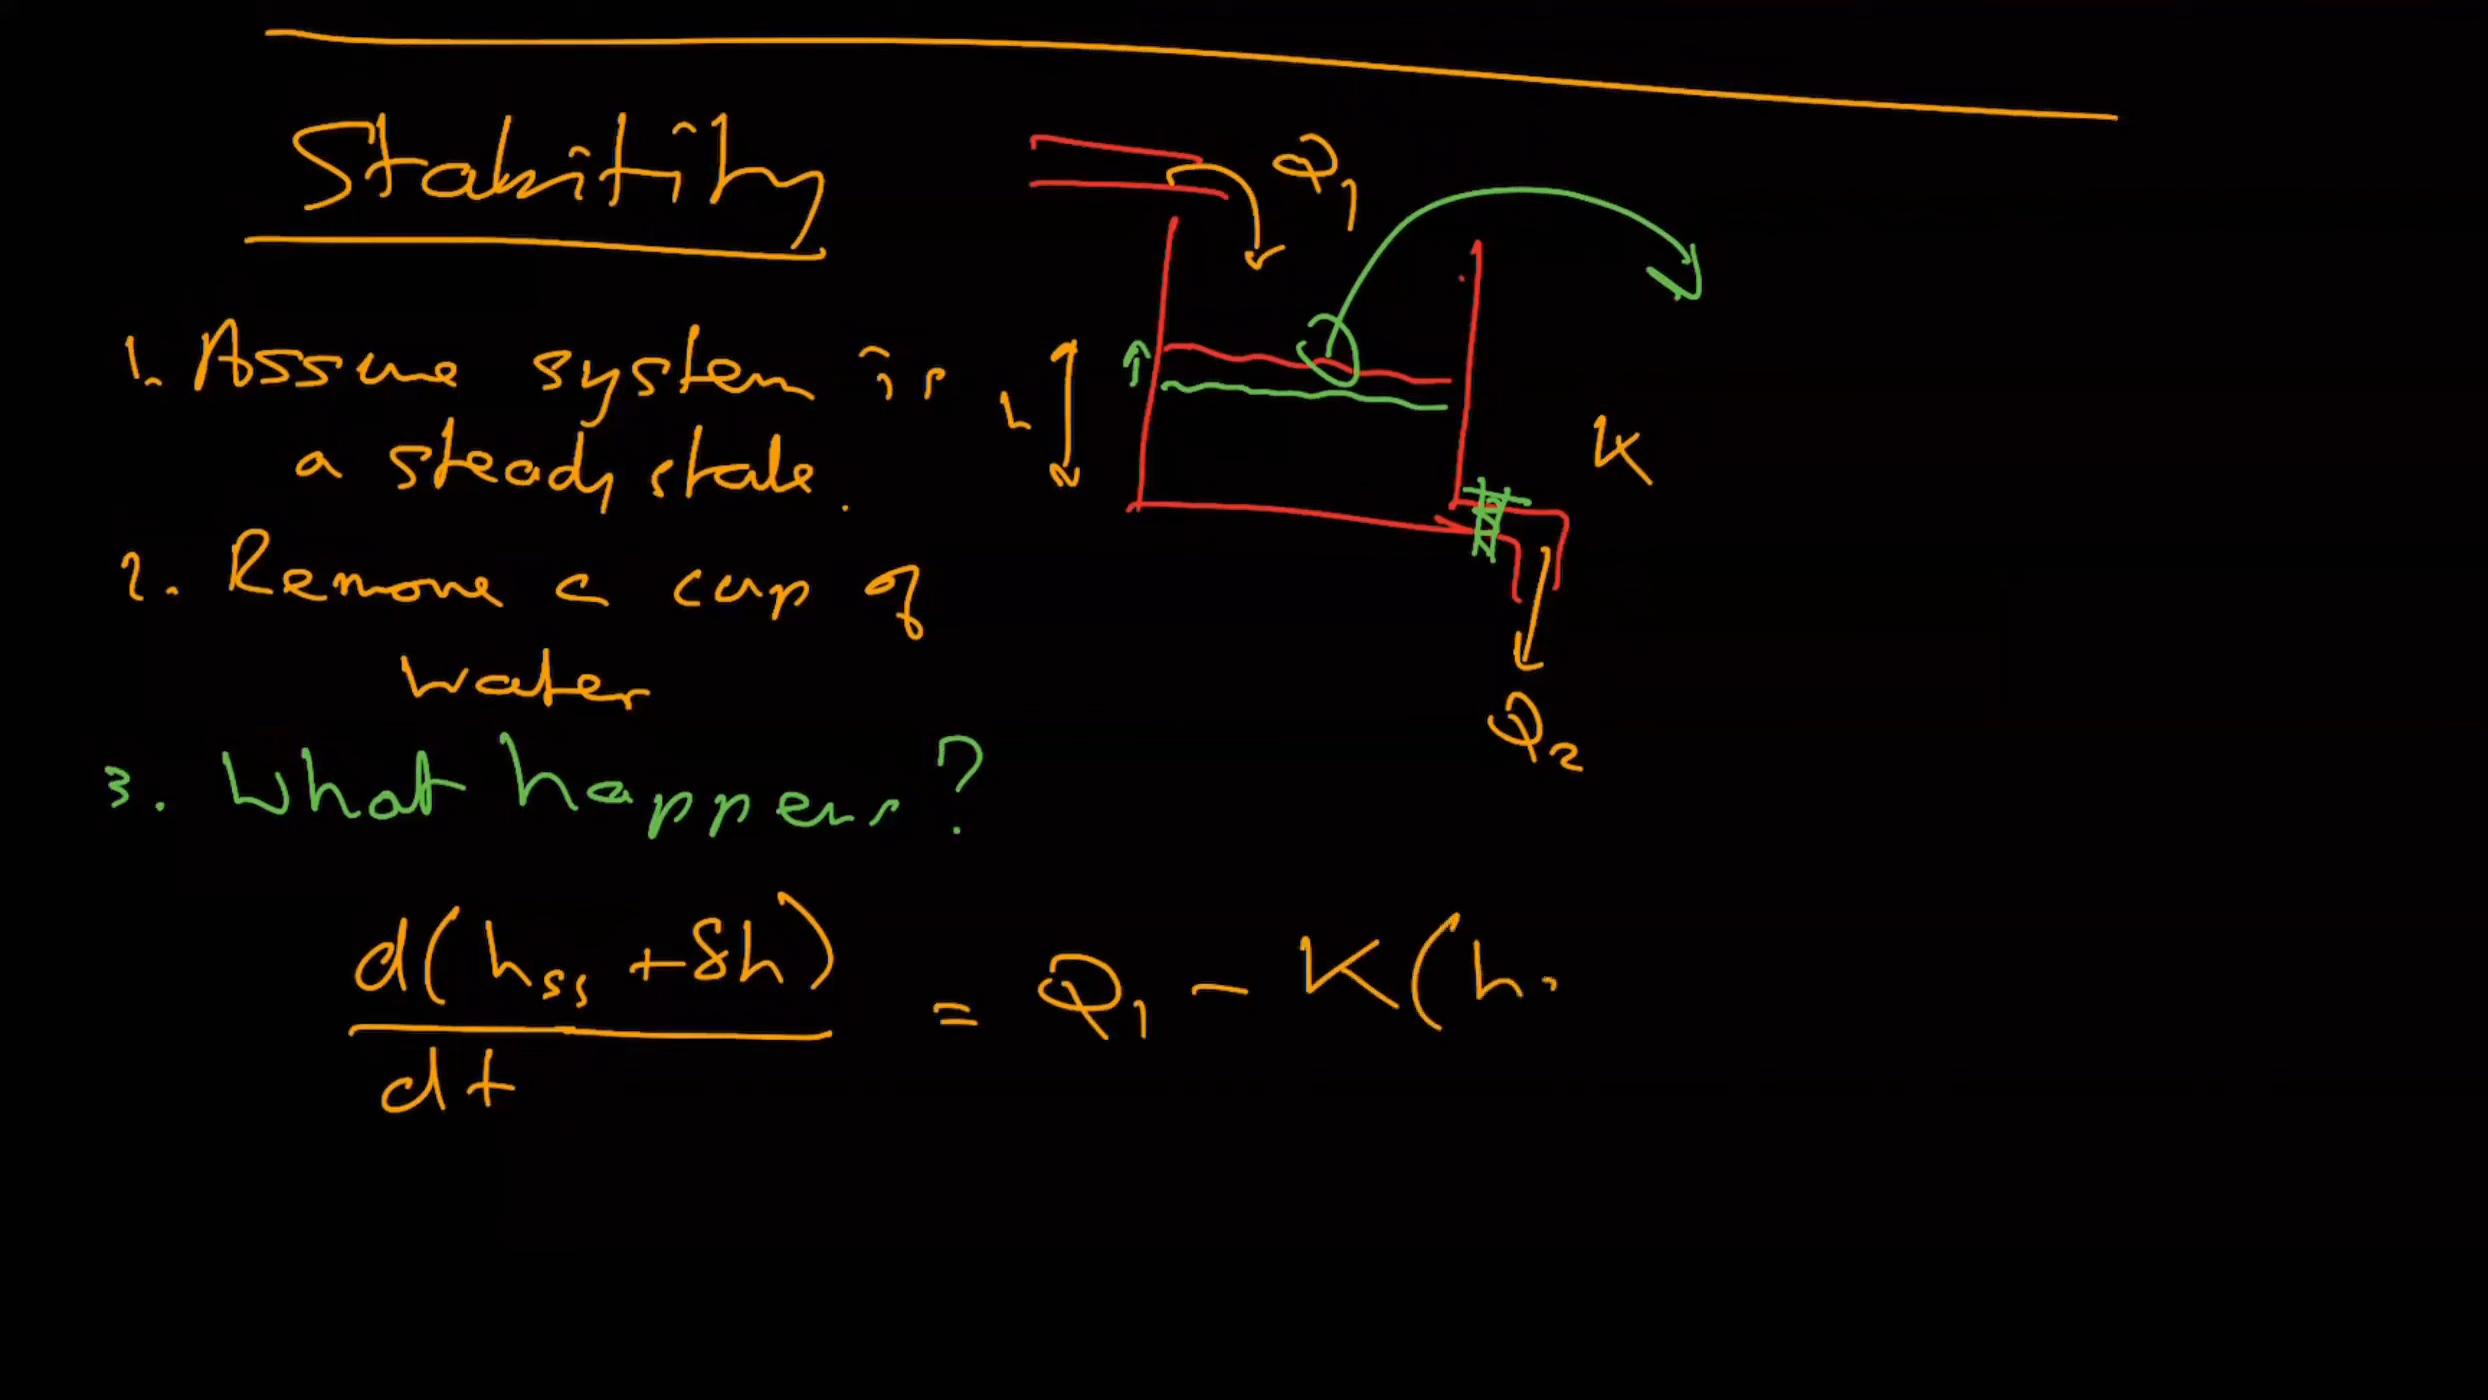 Stability
Q1
1. Assume system is
a steady state.
h
K
2. Remove a cup of
water
Q2
3. What happens?
d(hss + δh)
dt
= Q1 - K(h